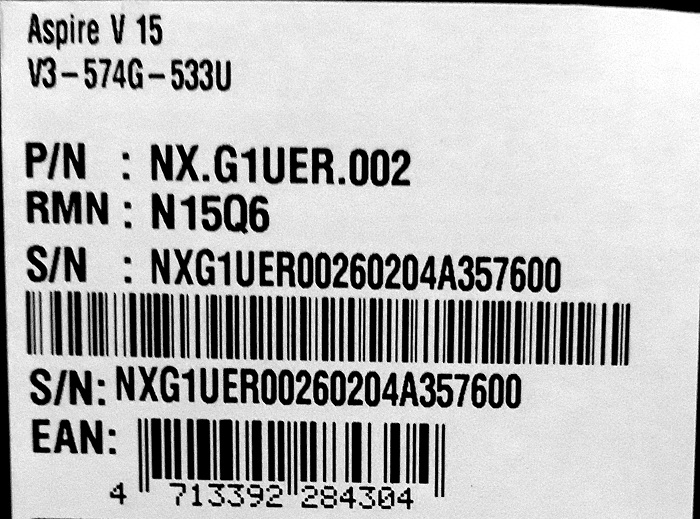 Aspire V 15
V3-574G-533U
P/N : NX.G1UER.002
RMN : N15Q6
S/N : NXG1UER00260204A357600
S/N: NXG1UER00260204A357600
EAN:
4 713392 284304